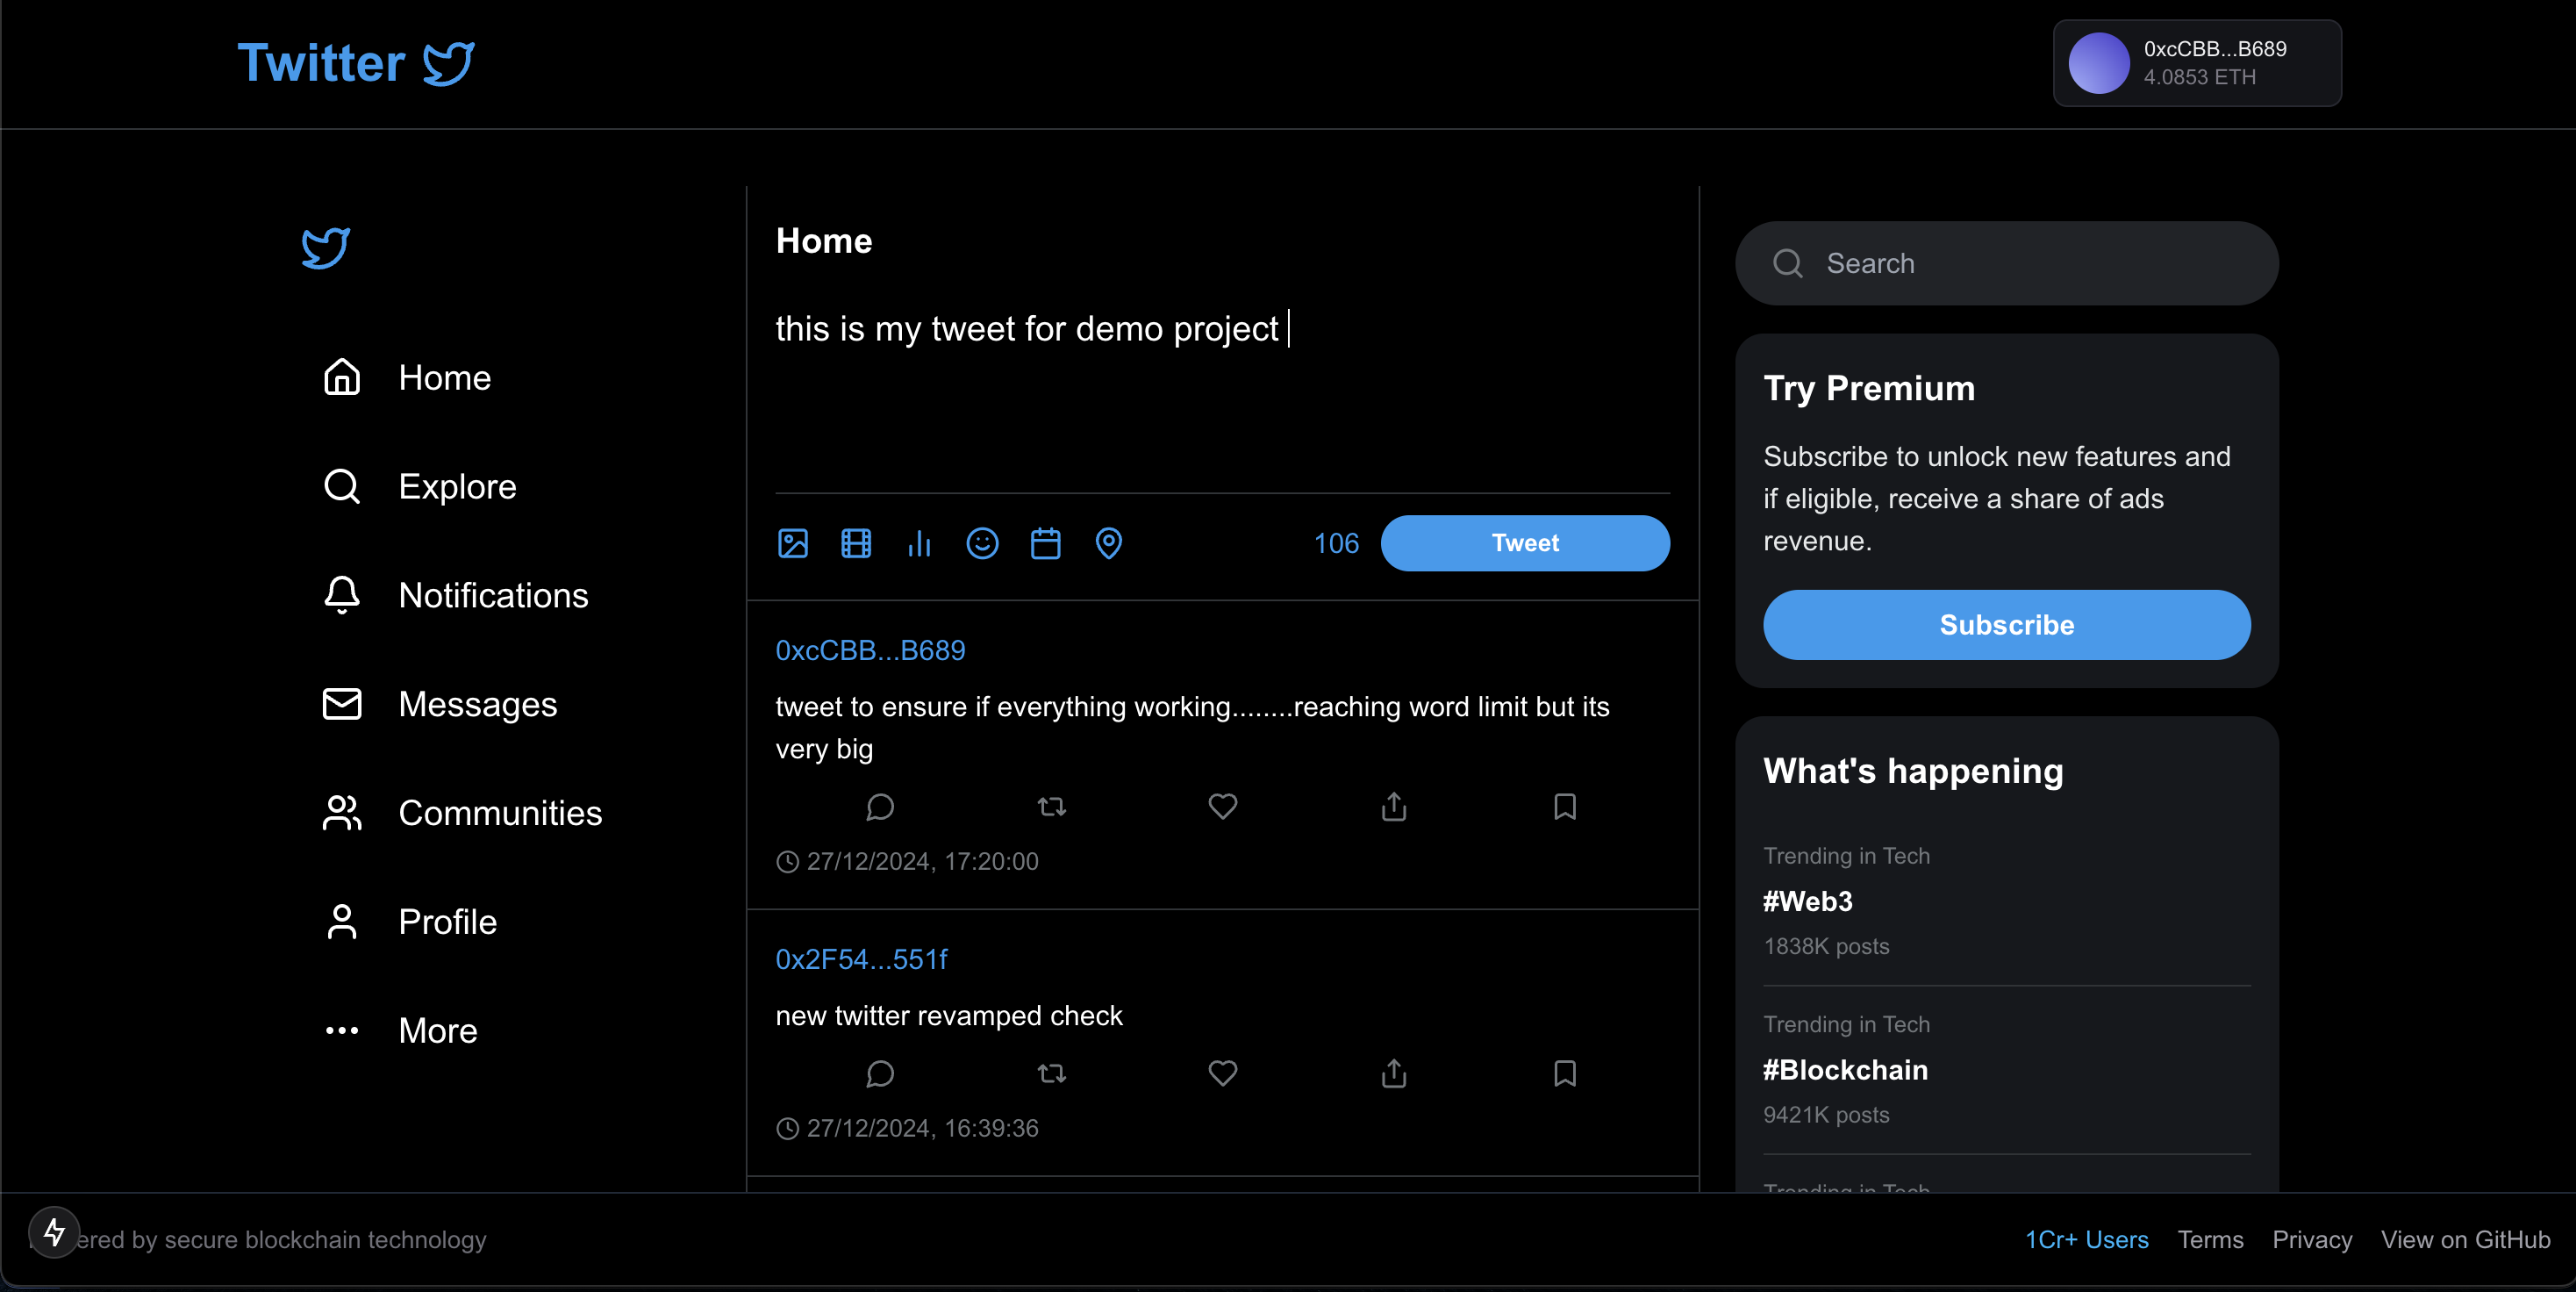 Twitter
0xcCBB...B689
4.0853 ETH
Home
Explore
Notifications
Messages
Communities
Profile
More
Home
this is my tweet for demo project
106
Tweet
0xcCBB...B689
tweet to ensure if everything working........reaching word limit but its
very big
27/12/2024, 17:20:00
0x2F54...551f
new twitter revamped check
27/12/2024, 16:39:36
Search
Try Premium
Subscribe to unlock new features and
if eligible, receive a share of ads
revenue.
Subscribe
What's happening
Trending in Tech
#Web3
1838K posts
Trending in Tech
#Blockchain
9421K posts
Trending in Tech
ered by secure blockchain technology
1Cr+ Users
Terms
Privacy
View on GitHub